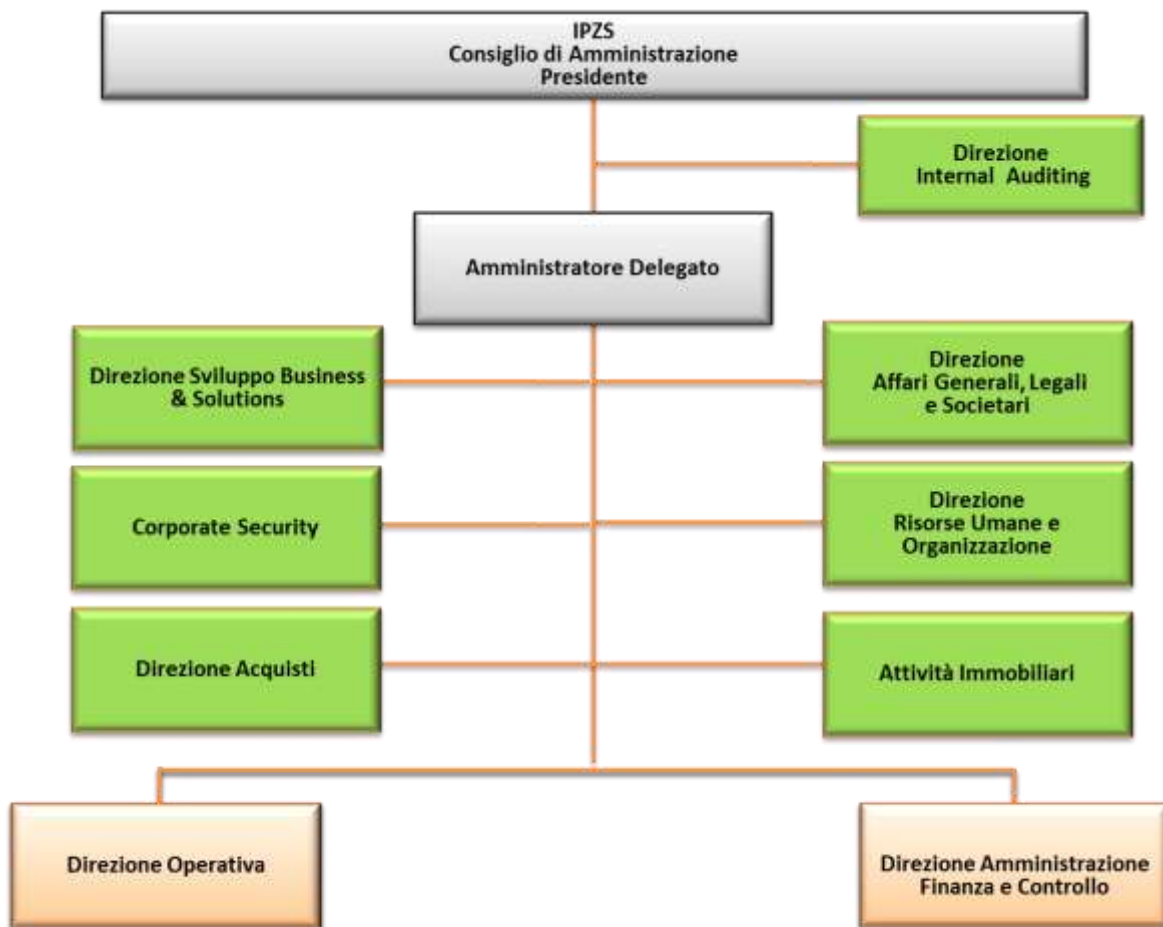 IPZS
Consiglio di Amministrazione
Presidente
Direzione
Internal Auditing
Amministratore Delegato
Direzione Sviluppo Business
& Solutions
Direzione
Affari Generali, Legali
e Societari
Corporate Security
Direzione
Risorse Umane e
Organizzazione
Direzione Acquisti
Attività Immobiliari
Direzione Operativa
Direzione Amministrazione
Finanza e Controllo